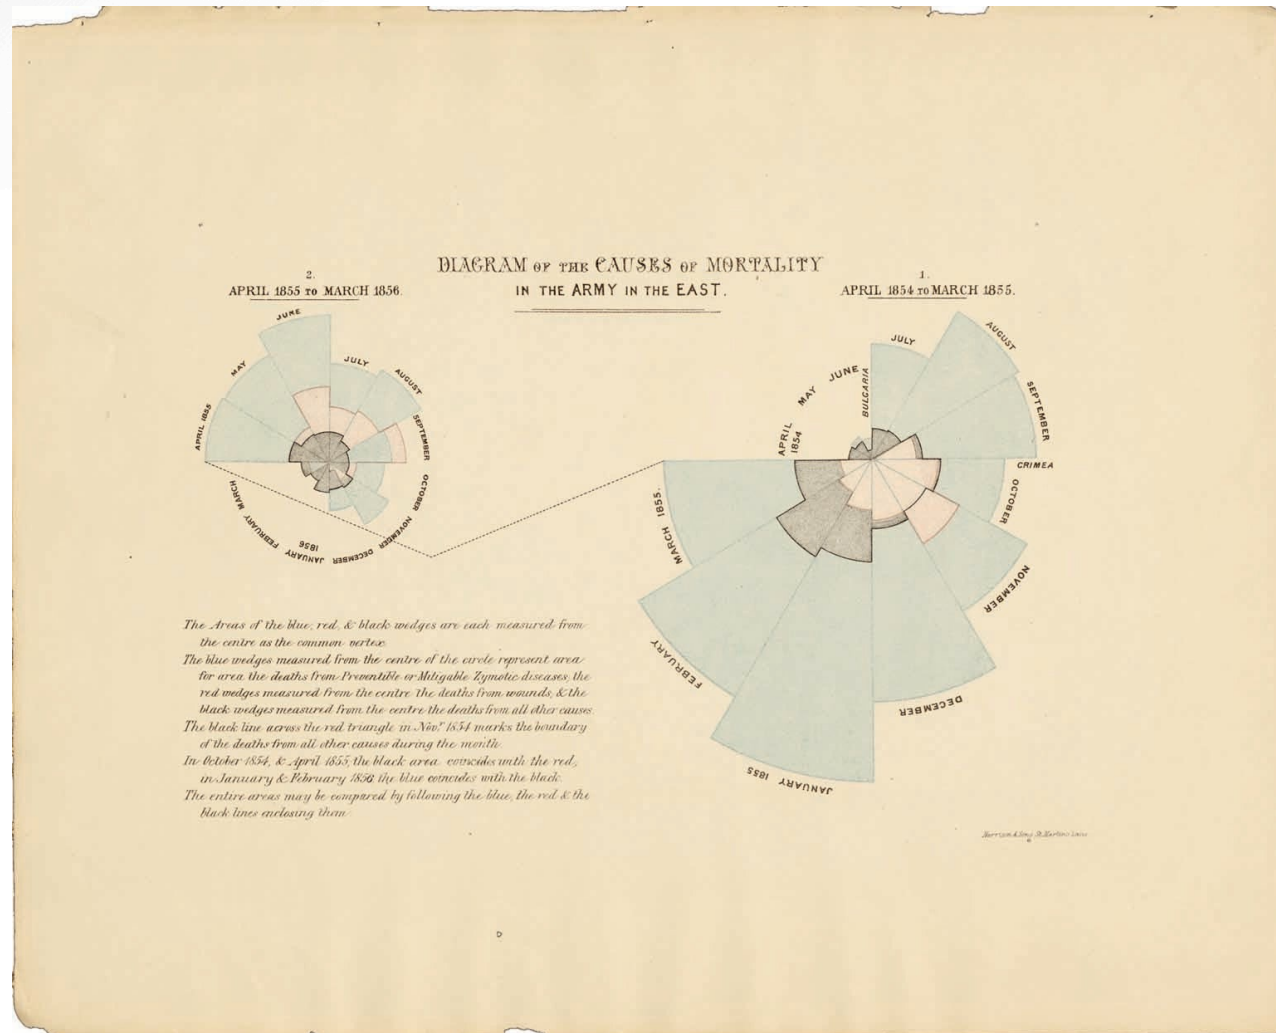 DIAGRAM OF THE CAUSES OF MORTALITY
IN THE ARMY IN THE EAST.
2.
APRIL 1855 TO MARCH 1856.
1.
APRIL 1854 TO MARCH 1855.
APRIL 1855
MAY
JUNE
JULY
AUGUST
SEPTEMBER
OCTOBER
NOVEMBER
DECEMBER
JANUARY 1856
FEBRUARY
MARCH
APRIL 1854
MAY
JUNE
BULGARIA
JULY
AUGUST
SEPTEMBER
CRIMEA
OCTOBER
NOVEMBER
DECEMBER
JANUARY 1855
FEBRUARY
MARCH 1855.
The Areas of the blue, red, & black wedges are each measured from
the centre as the common vertex.
The blue wedges measured from the centre of the circle represent area
for area the deaths from Preventible or Mitigable Zymotic diseases; the
red wedges measured from the centre the deaths from wounds; & the
black wedges measured from the centre the deaths from all other causes.
The black line across the red triangle in Novr. 1854 marks the boundary
of the deaths from all other causes during the month.
In October 1854, & April 1855, the black area coincides with the red;
in January & February 1856, the blue coincides with the black.
The entire areas may be compared by following the blue, the red & the
black lines enclosing them.
Harrison & Sons, St. Martins Lane